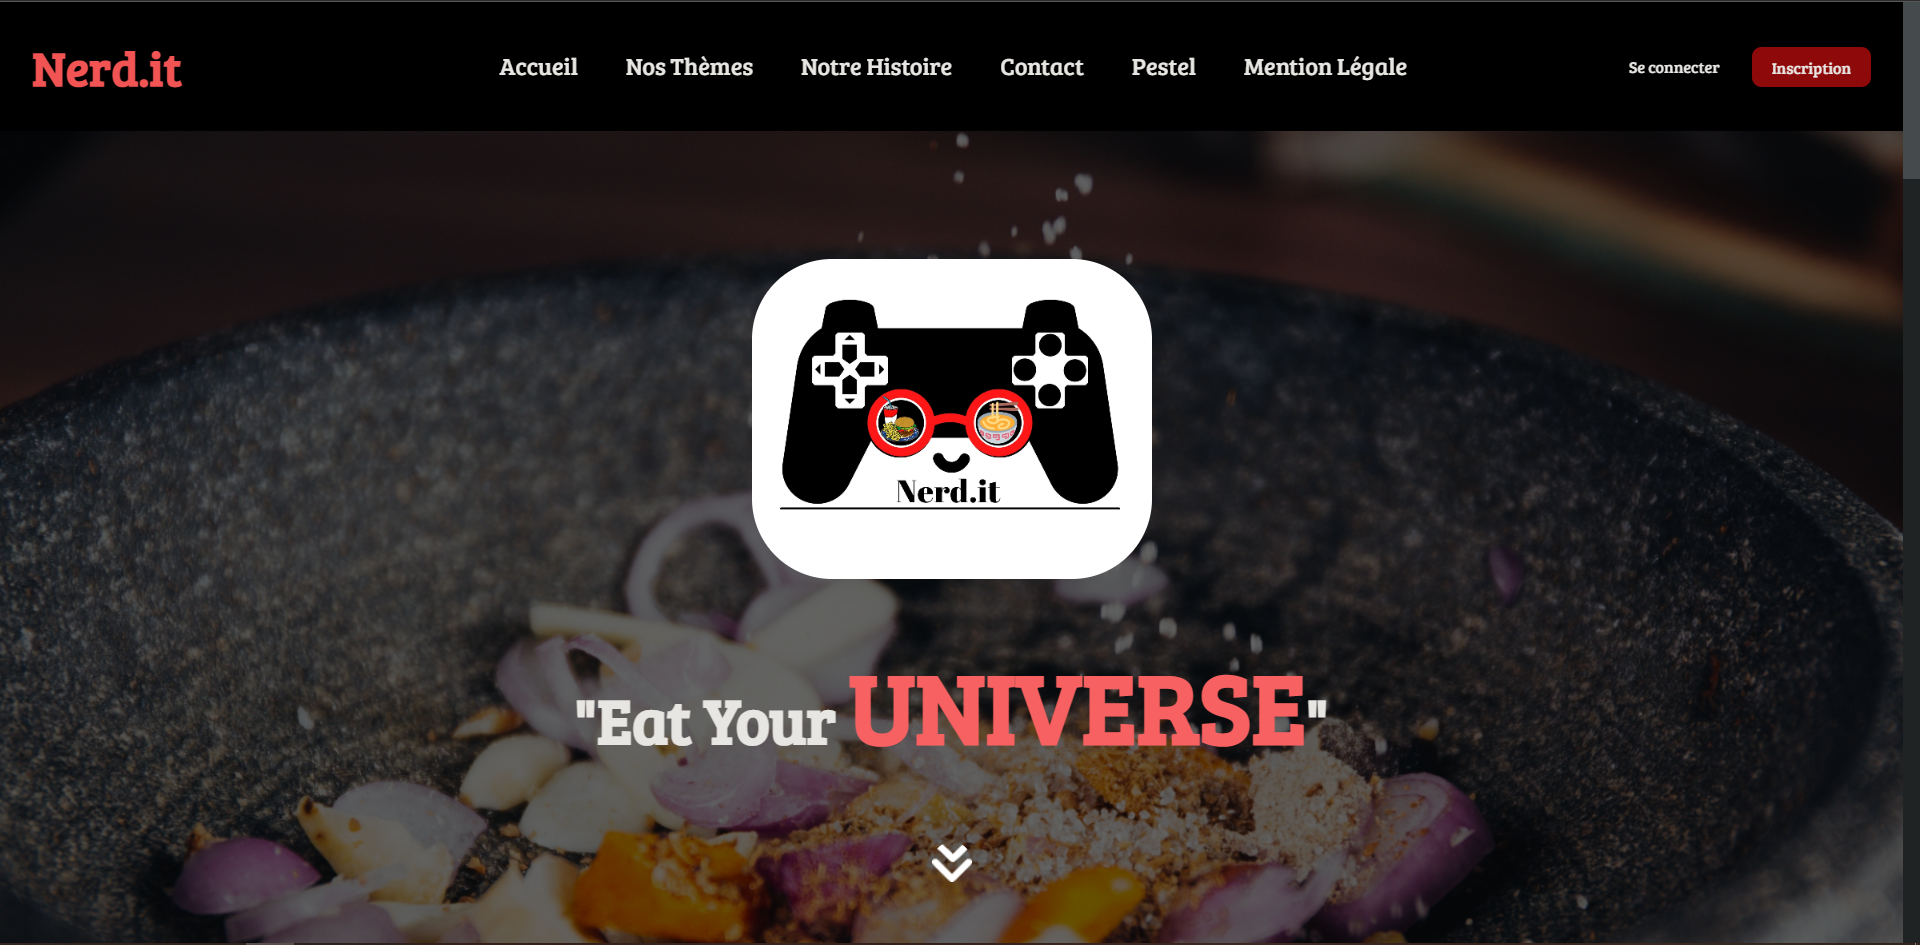 Nerd.it
Accueil
Nos Thèmes
Notre Histoire
Contact
Pestel
Mention Légale
Se connecter
Inscription
Nerd.it
"Eat Your UNIVERSE"